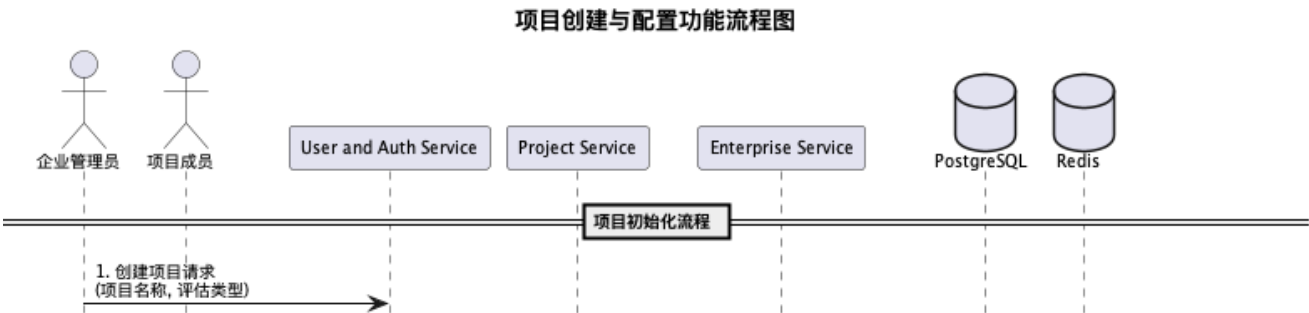 项目创建与配置功能流程图
企业管理员
项目成员
User and Auth Service
Project Service
Enterprise Service
PostgreSQL
Redis
项目初始化流程
1. 创建项目请求
(项目名称, 评估类型)